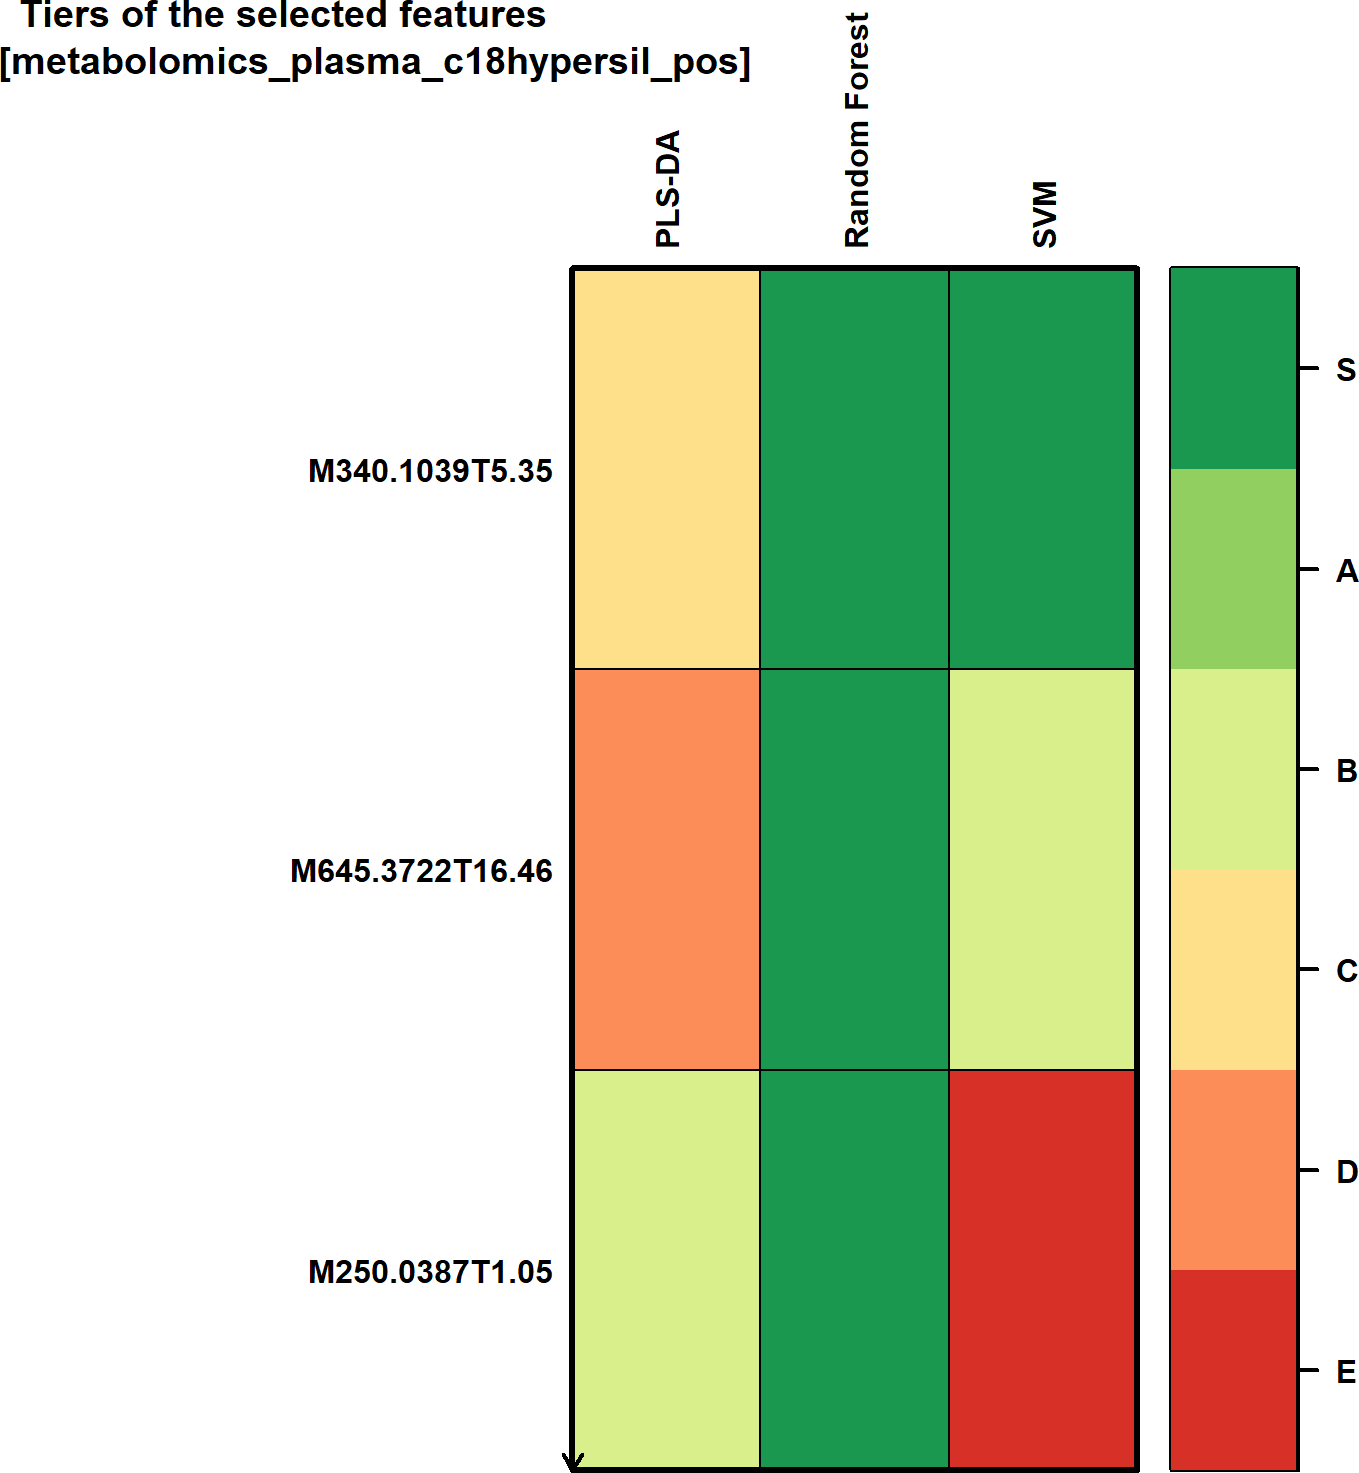 Tiers of the selected features
[metabolomics_plasma_c18hypersil_pos]
PLS-DA
Random Forest
SVM
M340.1039T5.35
M645.3722T16.46
M250.0387T1.05
S
A
B
C
D
E